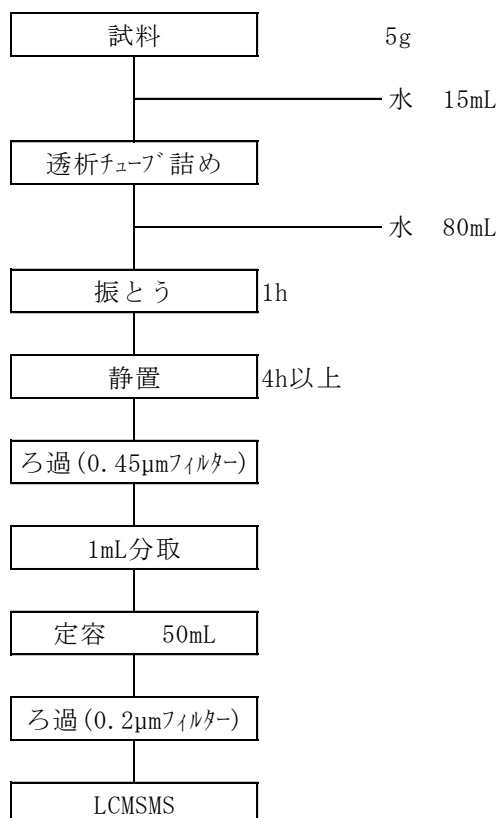 試料 5g
水 15mL
透析ﾁｭｰﾌﾞ詰め
水 80mL
振とう 1h
静置 4h以上
ろ過(0.45µmﾌｨﾙﾀｰ)
1mL分取
定容 50mL
ろ過(0.2µmﾌｨﾙﾀｰ)
LCMSMS